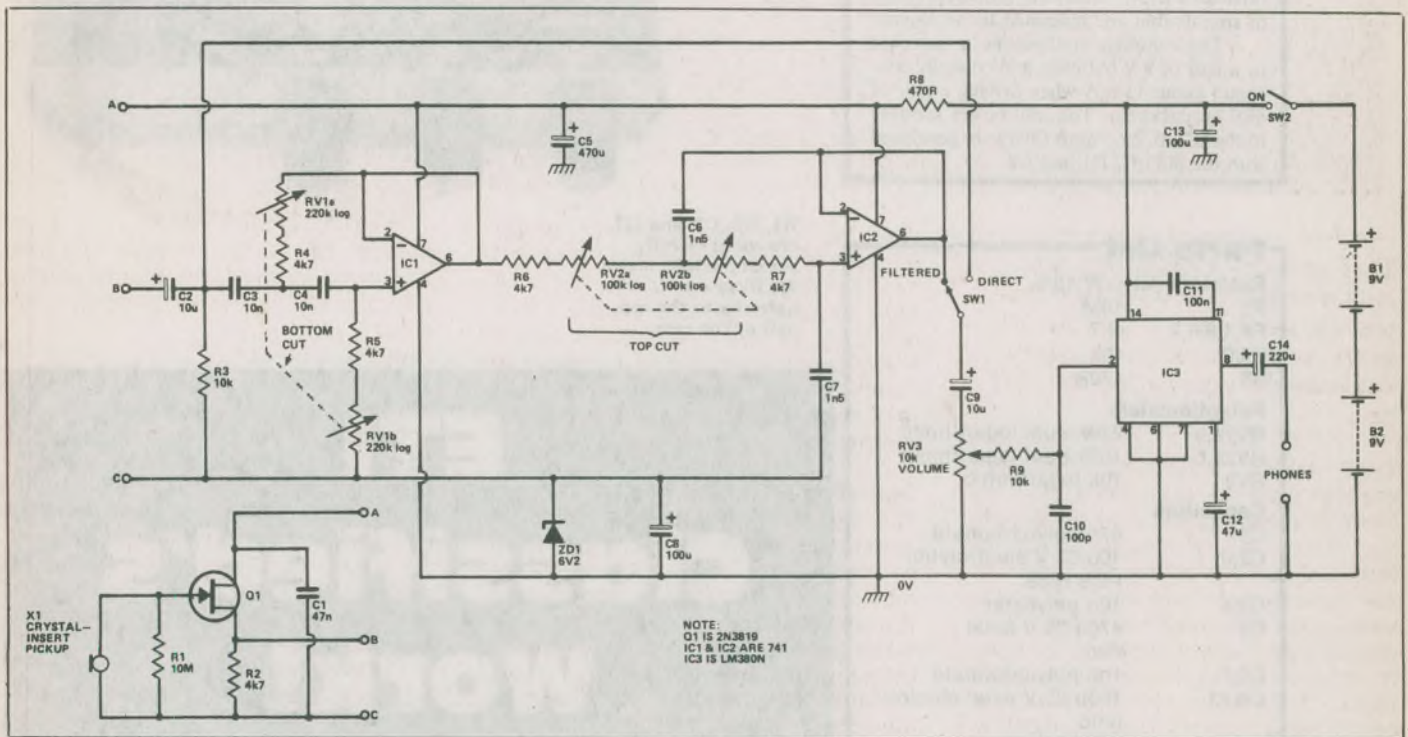 A
B
C
C2
10u
R3
10k
C3
10n
C4
10n
BOTTOM
CUT
RV1a
220k log
R4
4k7
R5
4k7
RV1b
220k log
2
3
7
6
4
IC1
C5
470u
R6
4k7
RV2a
100k log
C6
1n5
RV2b
100k log
R7
4k7
TOP CUT
C7
1n5
2
3
7
6
4
IC2
FILTERED
DIRECT
SW1
R8
470R
C9
10u
RV3
10k
VOLUME
R9
10k
C10
100p
ZD1
6V2
C8
100u
0V
ON
SW2
C13
100u
C11
100n
14
11
2
8
IC3
4
6
7
1
C14
220u
C12
47u
PHONES
B1
9V
B2
9V
X1
CRYSTAL-
INSERT
PICKUP
R1
10M
Q1
C1
47n
R2
4k7
A
B
C
NOTE:
Q1 IS 2N3819
IC1 & IC2 ARE 741
IC3 IS LM380N